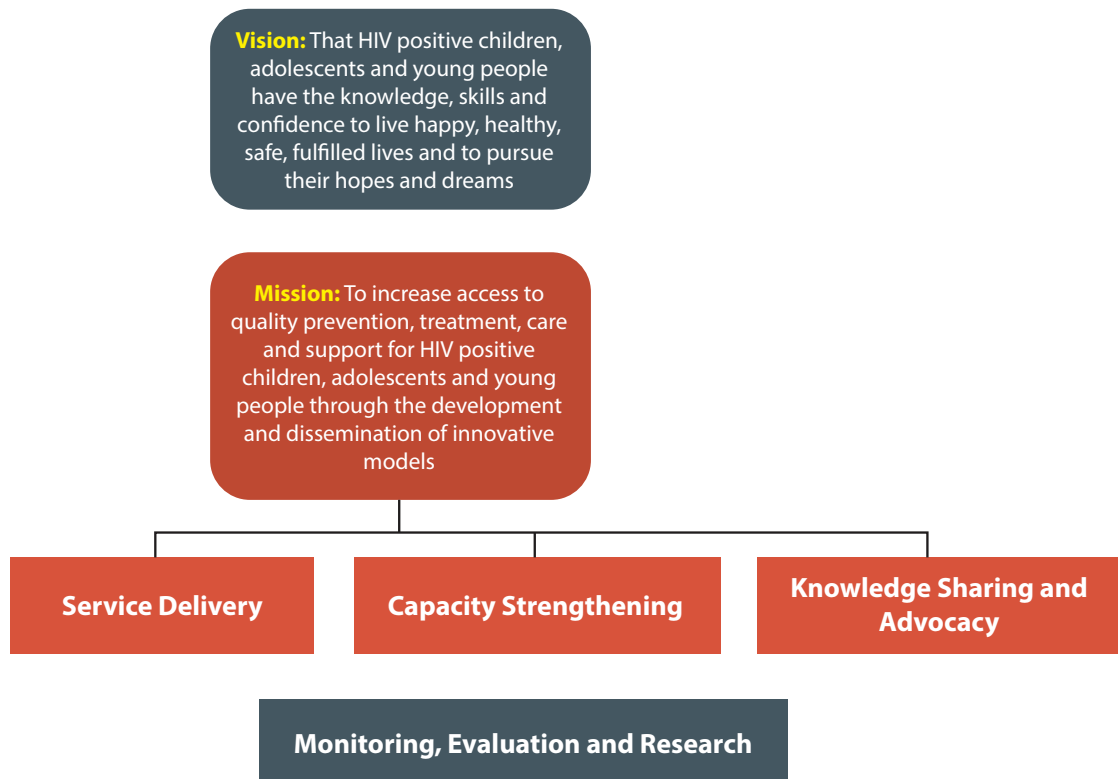 Vision: That HIV positive children,
adolescents and young people
have the knowledge, skills and
confidence to live happy, healthy,
safe, fulfilled lives and to pursue
their hopes and dreams
Mission: To increase access to
quality prevention, treatment, care
and support for HIV positive
children, adolescents and young
people through the development
and dissemination of innovative
models
Service Delivery
Capacity Strengthening
Knowledge Sharing and
Advocacy
Monitoring, Evaluation and Research